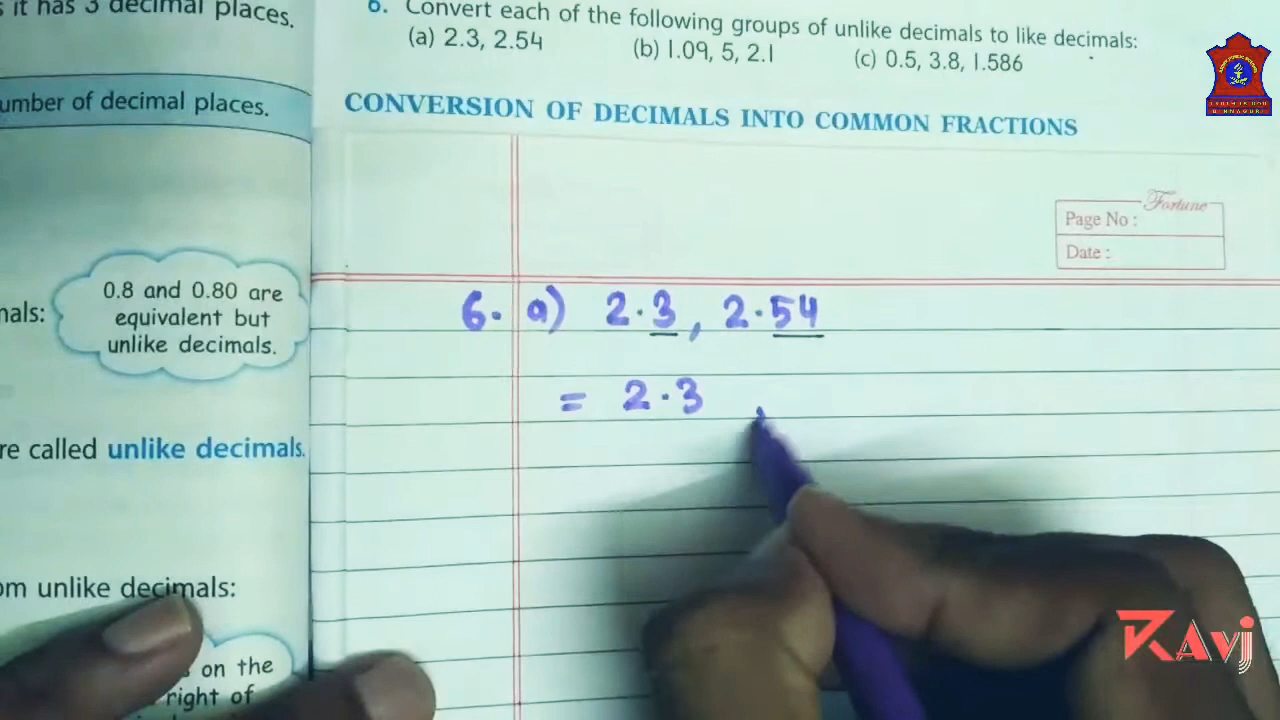 s it has 3 decimal places.
umber of decimal places.
0.8 and 0.80 are
equivalent but
unlike decimals.
nals:
re called unlike decimals.
om unlike decimals:
on the
right of
6. Convert each of the following groups of unlike decimals to like decimals:
(a) 2.3, 2.54 (b) 1.09, 5, 2.1 (c) 0.5, 3.8, 1.586
CONVERSION OF DECIMALS INTO COMMON FRACTIONS
Fortune
Page No :
Date :
6. a) 2.3, 2.54
= 2.3
RAvj